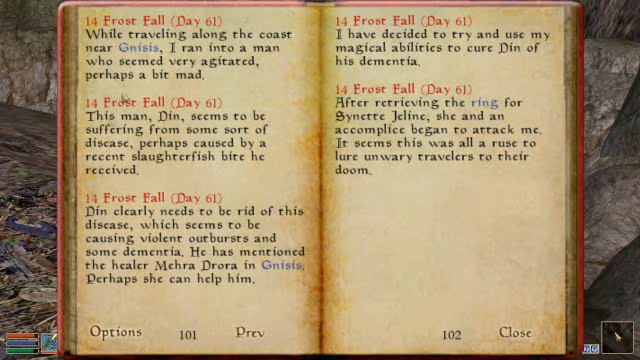 14 Frost Fall (Day 61)
While traveling along the coast
near Gnisis, I ran into a man
who seemed very agitated,
perhaps a bit mad.
14 Frost Fall (Day 61)
This man, Din, seems to be
suffering from some sort of
disease, perhaps caused by a
recent slaughterfish bite he
received.
14 Frost Fall (Day 61)
Din clearly needs to be rid of this
disease, which seems to be
causing violent outbursts and
some dementia. He has mentioned
the healer Mehra Drora in Gnisis.
Perhaps she can help him.
Options
101
Prev
14 Frost Fall (Day 61)
I have decided to try and use my
magical abilities to cure Din of
his dementia.
14 Frost Fall (Day 61)
After retrieving the ring for
Synette Jeline, she and an
accomplice began to attack me.
It seems this was all a ruse to
lure unwary travelers to their
doom.
102
Close